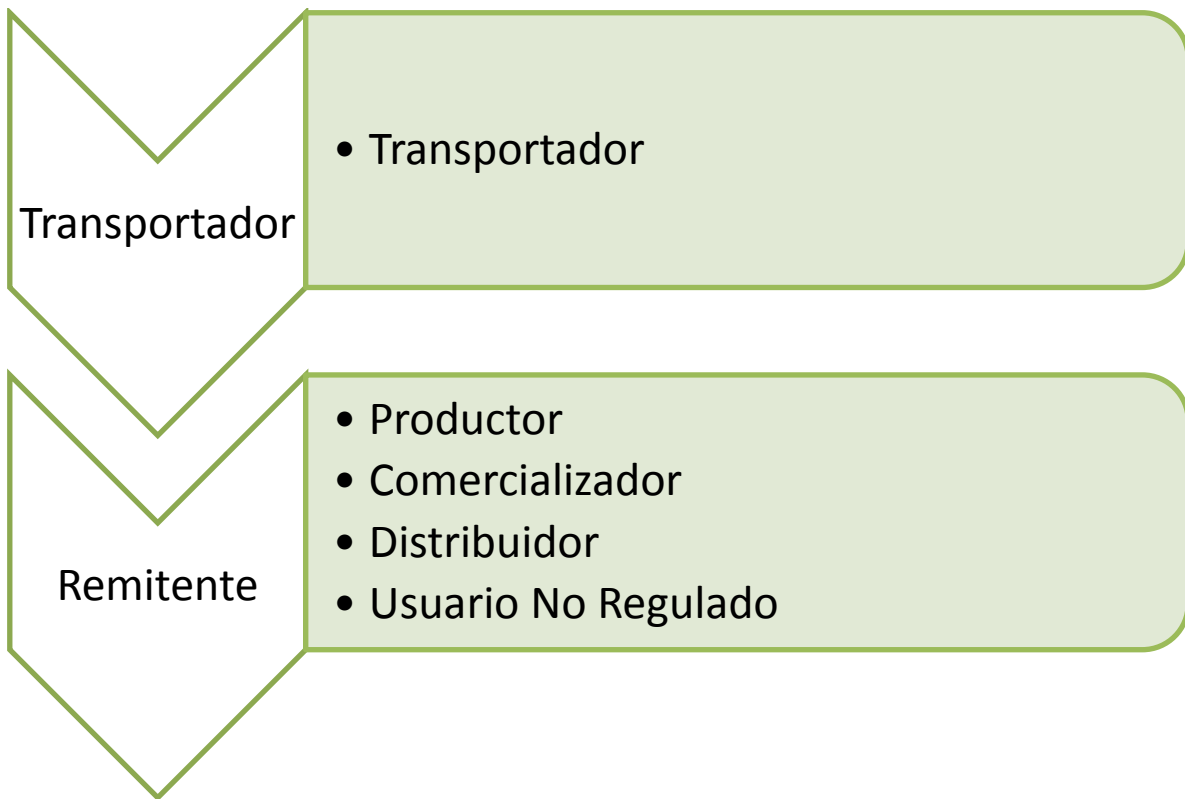 Transportador
• Transportador
Remitente
• Productor
• Comercializador
• Distribuidor
• Usuario No Regulado